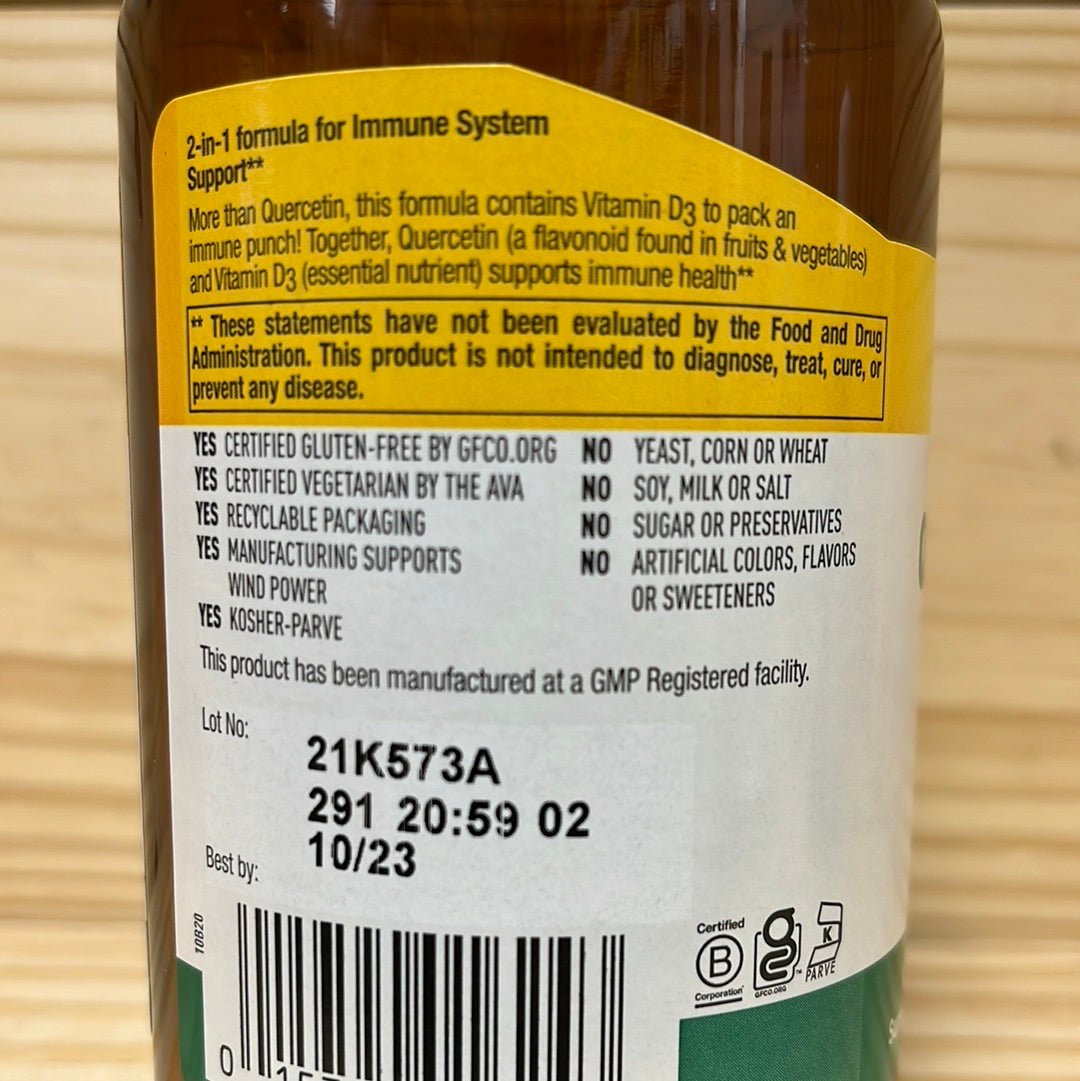 2-in-1 formula for Immune System
Support**
More than Quercetin, this formula contains Vitamin D3 to pack an
immune punch! Together, Quercetin (a flavonoid found in fruits & vegetables)
and Vitamin D3 (essential nutrient) supports immune health**
** These statements have not been evaluated by the Food and Drug
Administration. This product is not intended to diagnose, treat, cure, or
prevent any disease.
YES CERTIFIED GLUTEN-FREE BY GFCO.ORG
YES CERTIFIED VEGETARIAN BY THE AVA
YES RECYCLABLE PACKAGING
YES MANUFACTURING SUPPORTS
WIND POWER
YES KOSHER-PARVE
NO YEAST, CORN OR WHEAT
NO SOY, MILK OR SALT
NO SUGAR OR PRESERVATIVES
NO ARTIFICIAL COLORS, FLAVORS
OR SWEETENERS
This product has been manufactured at a GMP Registered facility.
Lot No:
21K573A
291 20:59 02
Best by:
10/23
10B20
Certified
B
Corporation
GFCO.ORG
K
PARVE
0